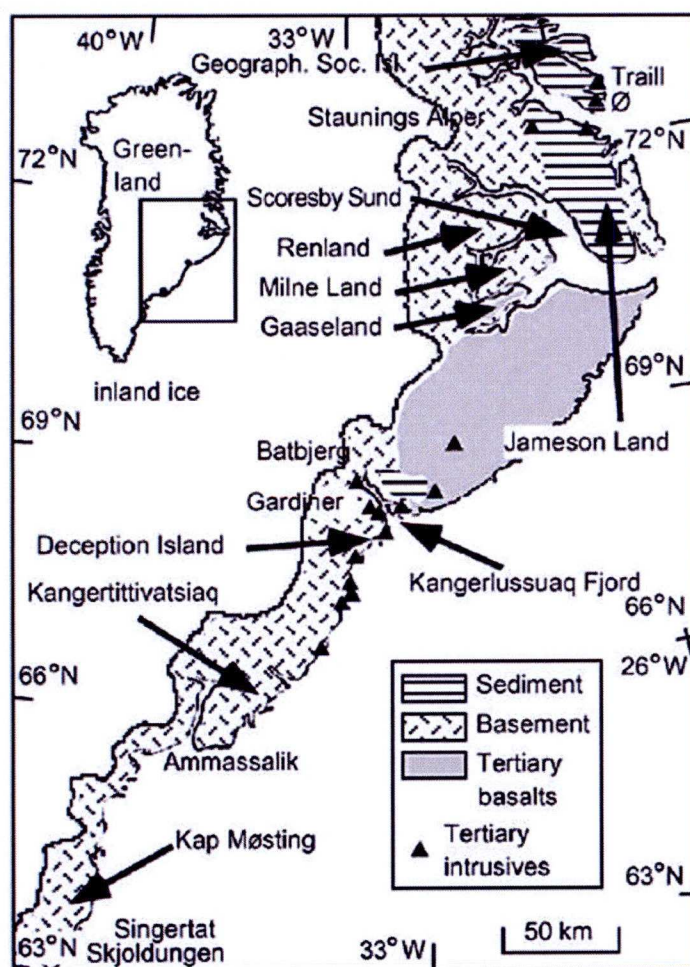 40°W
33°W
Geograph. Soc. Isl.
Traill
Ø
Staunings Alper
72°N
72°N
Green-
land
Scoresby Sund
Renland
Milne Land
Gaaseland
inland ice
69°N
69°N
Jameson Land
Batbjerg
Gardiner
Deception Island
Kangerlussuaq Fjord
Kangertittivatsiaq
66°N
26°W
66°N
Sediment
Basement
Tertiary
basalts
Tertiary
intrusives
Ammassalik
Kap Møsting
63°N
Singertat
Skjoldungen
63°N
33°W
50 km